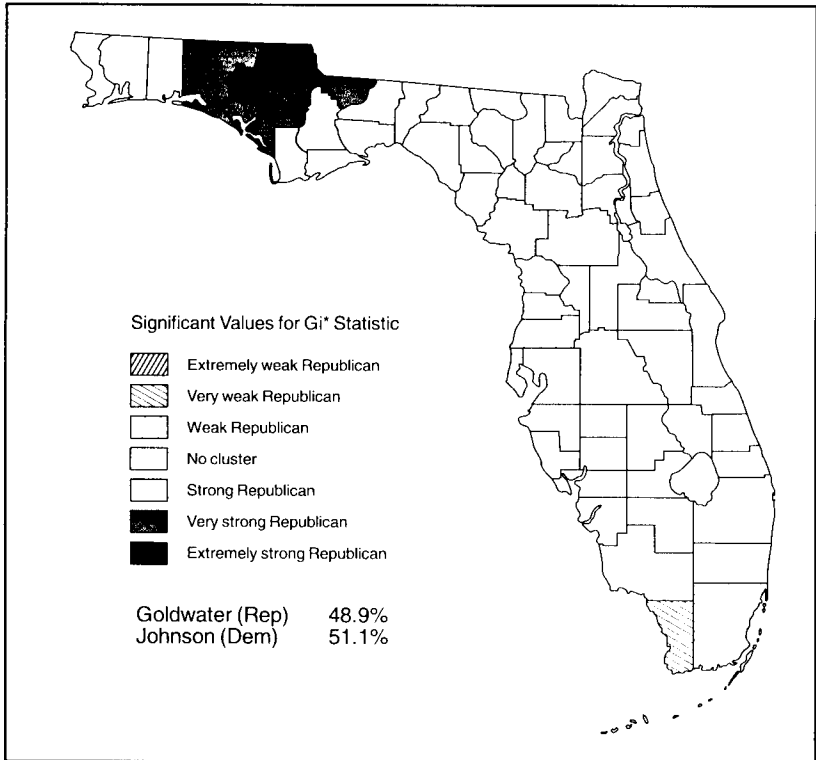 Significant Values for Gi* Statistic
Extremely weak Republican
Very weak Republican
Weak Republican
No cluster
Strong Republican
Very strong Republican
Extremely strong Republican
Goldwater (Rep) 48.9%
Johnson (Dem) 51.1%